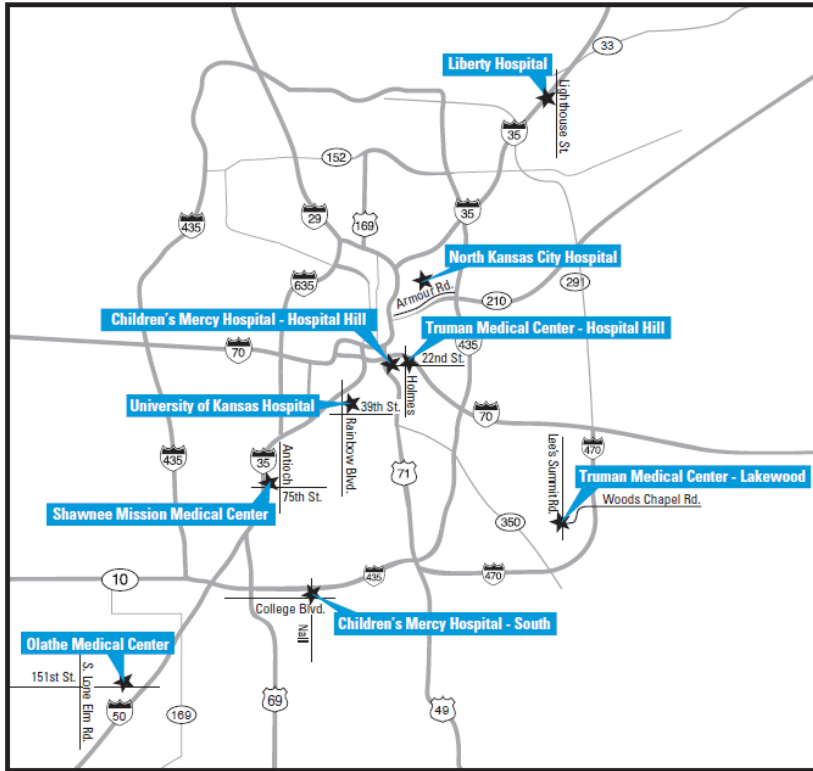 33
Liberty Hospital
Lighthouse St.
35
152
29
169
35
435
North Kansas City Hospital
635
Armour Rd.
210
291
Children's Mercy Hospital - Hospital Hill
Truman Medical Center - Hospital Hill
70
22nd St.
435
Holmes
University of Kansas Hospital
39th St.
Rainbow Blvd.
70
435
35
Antioch
71
Lee's Summit Rd.
470
Truman Medical Center - Lakewood
75th St.
Woods Chapel Rd.
Shawnee Mission Medical Center
350
10
435
470
College Blvd.
Nall
Children's Mercy Hospital - South
Olathe Medical Center
151st St.
S. Lone Elm Rd.
50
169
69
49